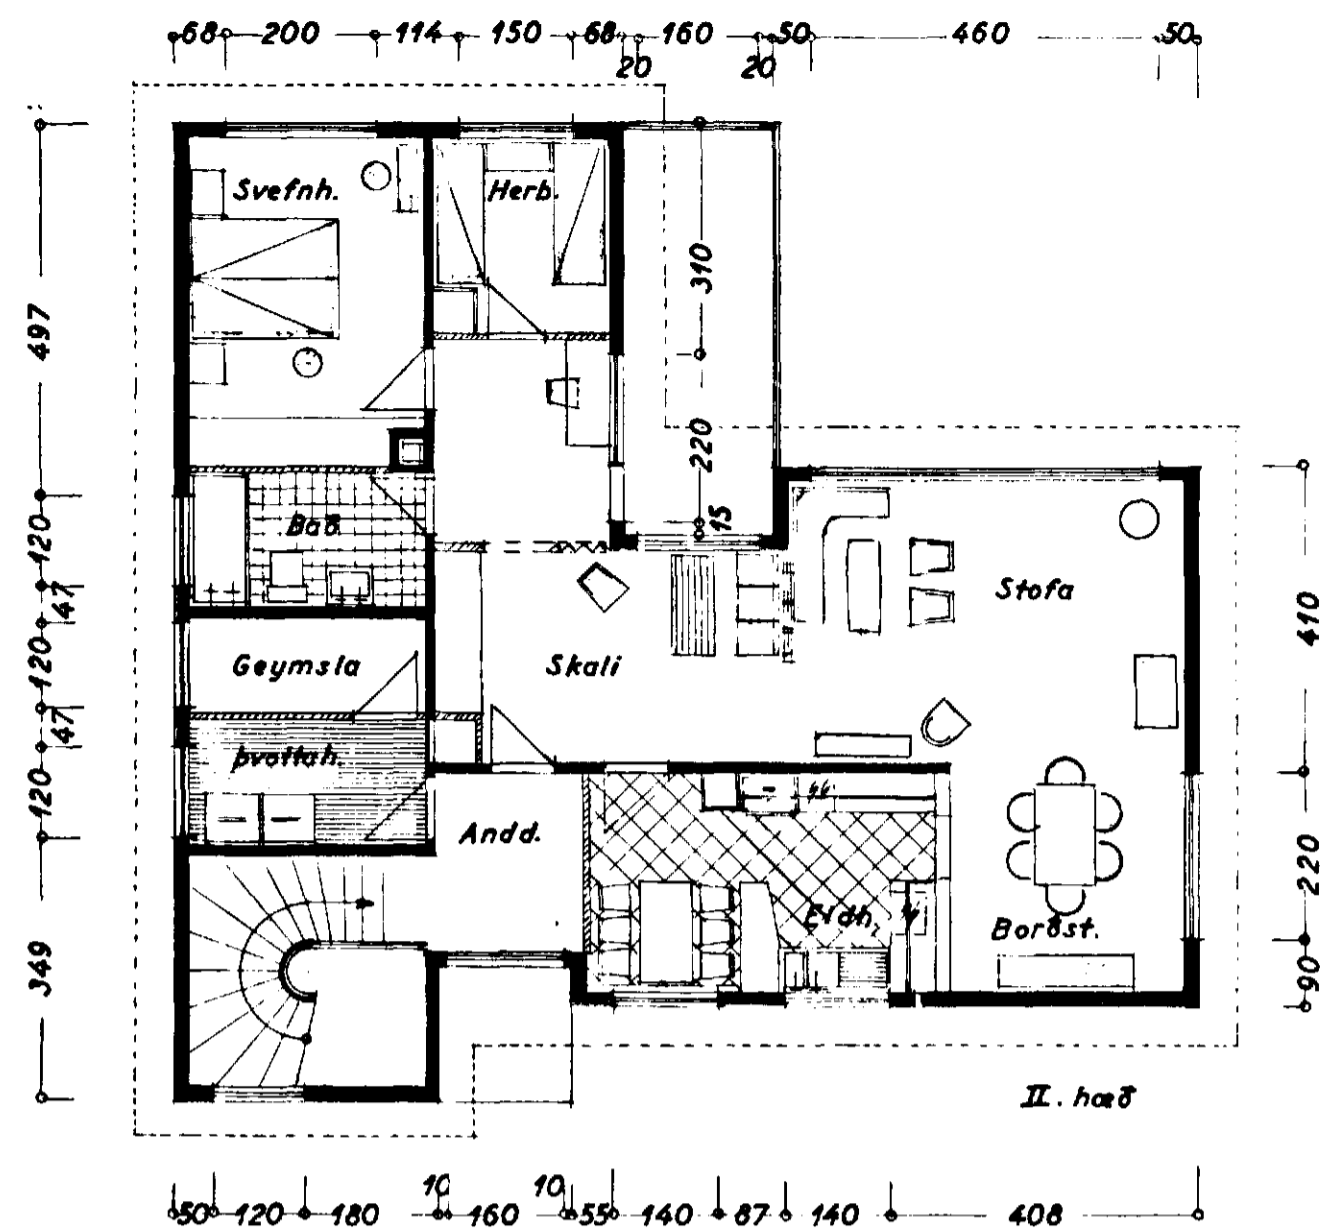 68 200 114 150 68 160 50 460 50
20 20
Svefnh. Herb.
310
497
220
15
Bað.
120
47
Stofa
410
Geymsla
Skali
120
47
þvottah.
120
Andd.
220
Eldh.
Borðst.
349
90
II. hæð
10 10
50 120 180 160 55 140 87 140 408